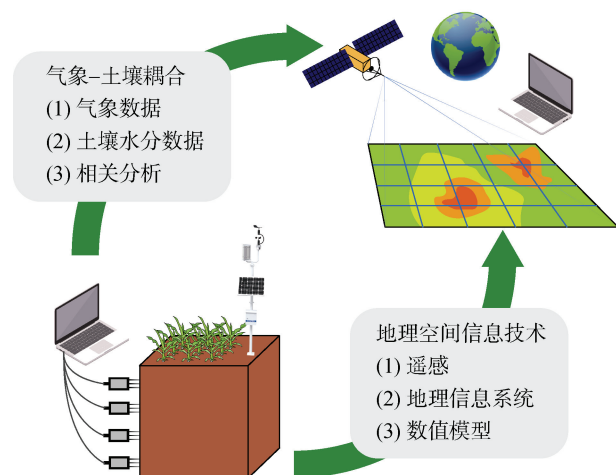 气象–土壤耦合
(1) 气象数据
(2) 土壤水分数据
(3) 相关分析
地理空间信息技术
(1) 遥感
(2) 地理信息系统
(3) 数值模型